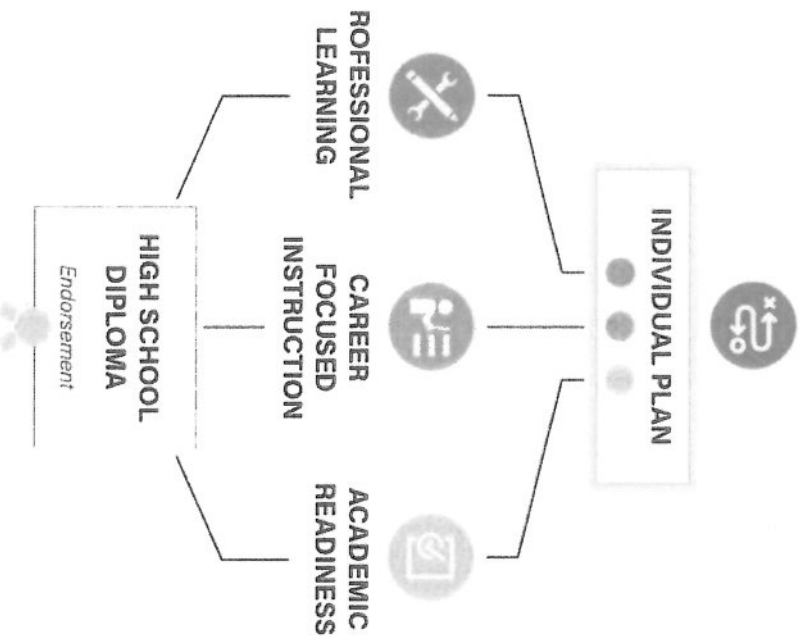 INDIVIDUAL PLAN
ROFESSIONAL
LEARNING
CAREER
FOCUSED
INSTRUCTION
ACADEMIC
READINESS
HIGH SCHOOL
DIPLOMA
Endorsement